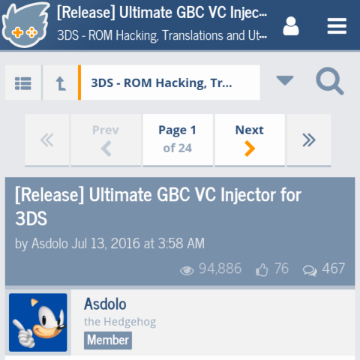 [Release] Ultimate GBC VC Injec...
3DS - ROM Hacking, Translations and Ut...
3DS - ROM Hacking, Tr...
Prev
Page 1
of 24
Next
[Release] Ultimate GBC VC Injector for
3DS
by Asdolo Jul 13, 2016 at 3:58 AM
94,886 76 467
Asdolo
the Hedgehog
Member